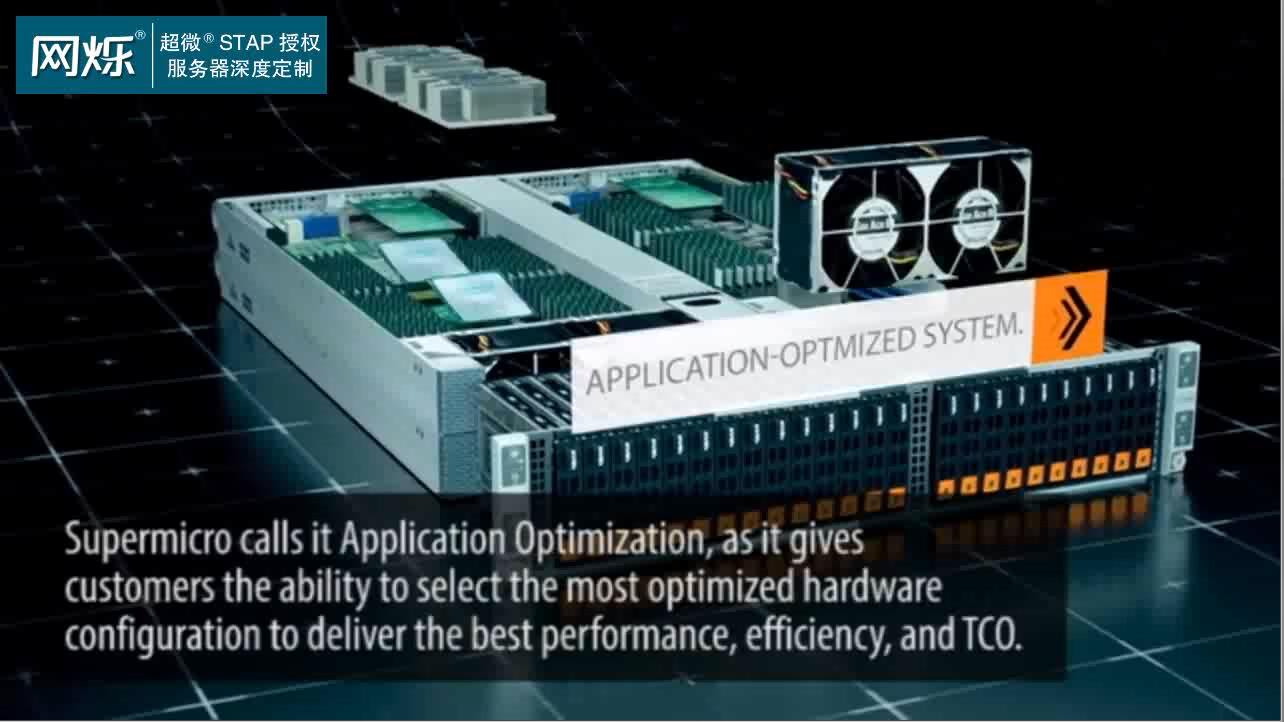 网烁®
超微® STAP 授权
服务器深度定制
APPLICATION-OPTMIZED SYSTEM.
Supermicro calls it Application Optimization, as it gives
customers the ability to select the most optimized hardware
configuration to deliver the best performance, efficiency, and TCO.